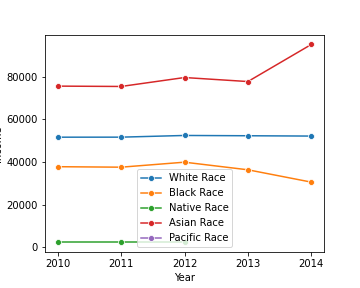 80000
60000
40000
20000
0
White Race
Black Race
Native Race
Asian Race
Pacific Race
2010 2011 2012 2013 2014
Year